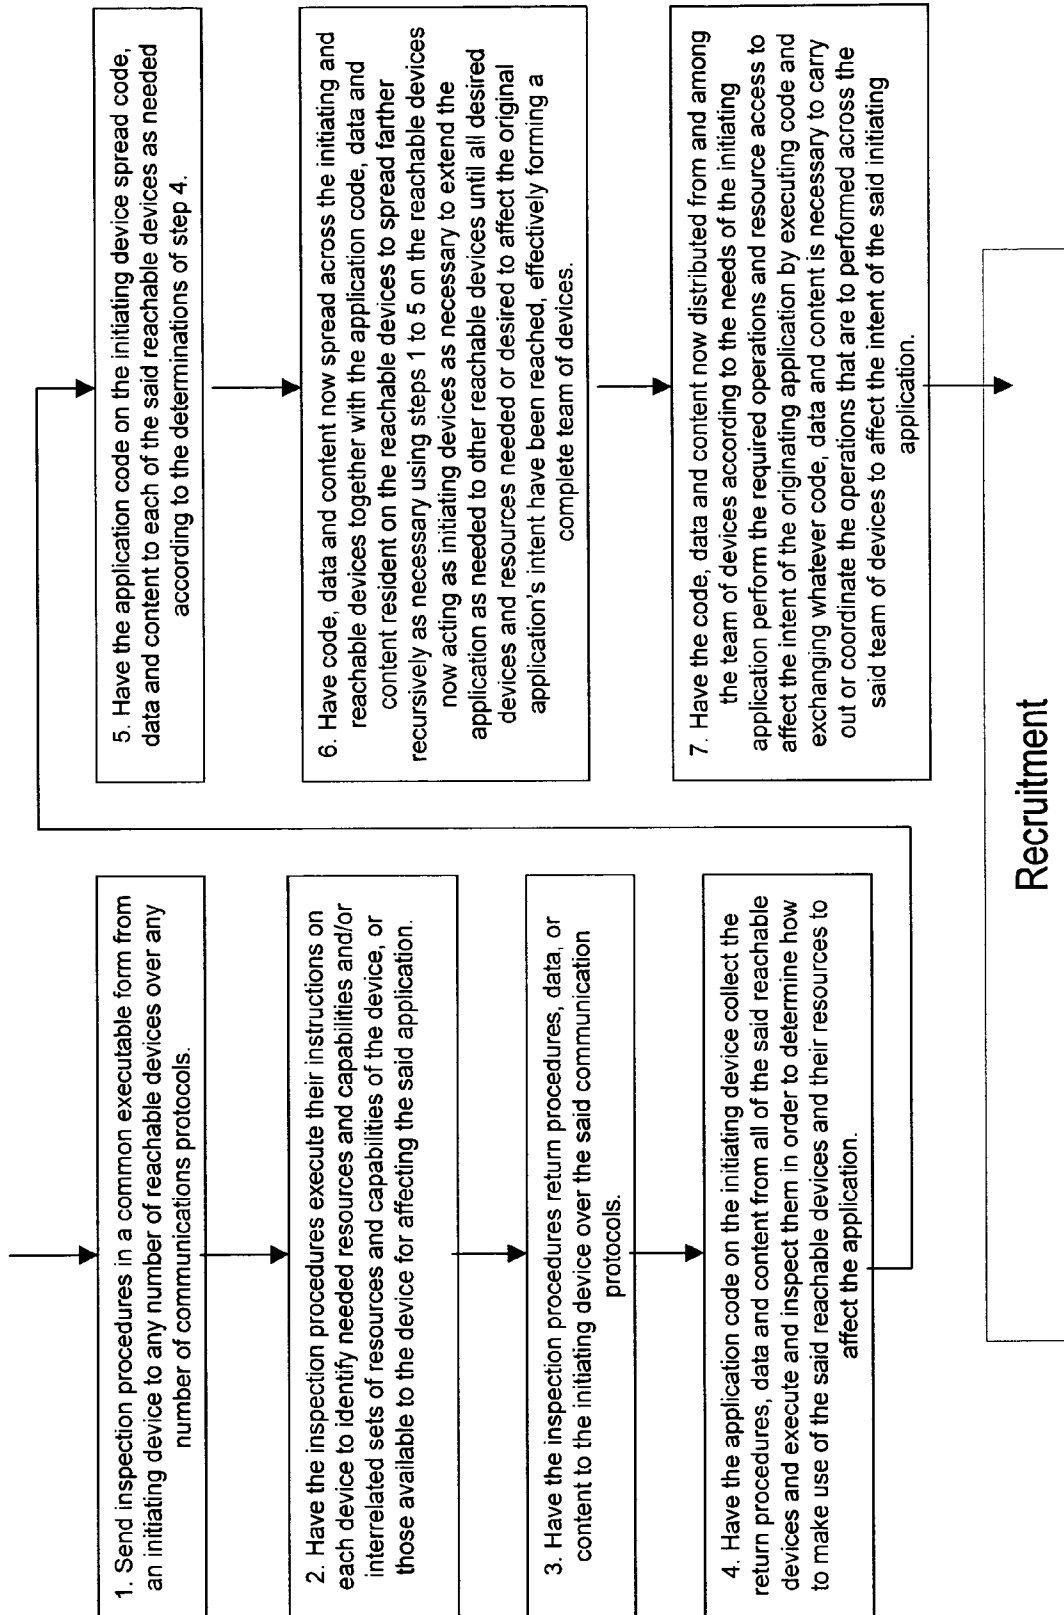 1. Send inspection procedures in a common executable form from
an initiating device to any number of reachable devices over any
number of communications protocols.
2. Have the inspection procedures execute their instructions on
each device to identify needed resources and capabilities and/or
interrelated sets of resources and capabilities of the device, or
those available to the device for affecting the said application.
3. Have the inspection procedures return procedures, data, or
content to the initiating device over the said communication
protocols.
4. Have the application code on the initiating device collect the
return procedures, data and content from all of the said reachable
devices and execute and inspect them in order to determine how
to make use of the said reachable devices and their resources to
affect the application.
5. Have the application code on the initiating device spread code,
data and content to each of the said reachable devices as needed
according to the determinations of step 4.
6. Have code, data and content now spread across the initiating and
reachable devices together with the application code, data and
content resident on the reachable devices to spread farther
recursively as necessary using steps 1 to 5 on the reachable devices
now acting as initiating devices as necessary to extend the
application as needed to other reachable devices until all desired
devices and resources needed or desired to affect the original
application's intent have been reached, effectively forming a
complete team of devices.
7. Have the code, data and content now distributed from and among
the team of devices according to the needs of the initiating
application perform the required operations and resource access to
affect the intent of the originating application by executing code and
exchanging whatever code, data and content is necessary to carry
out or coordinate the operations that are to performed across the
said team of devices to affect the intent of the said initiating
application.
Recruitment